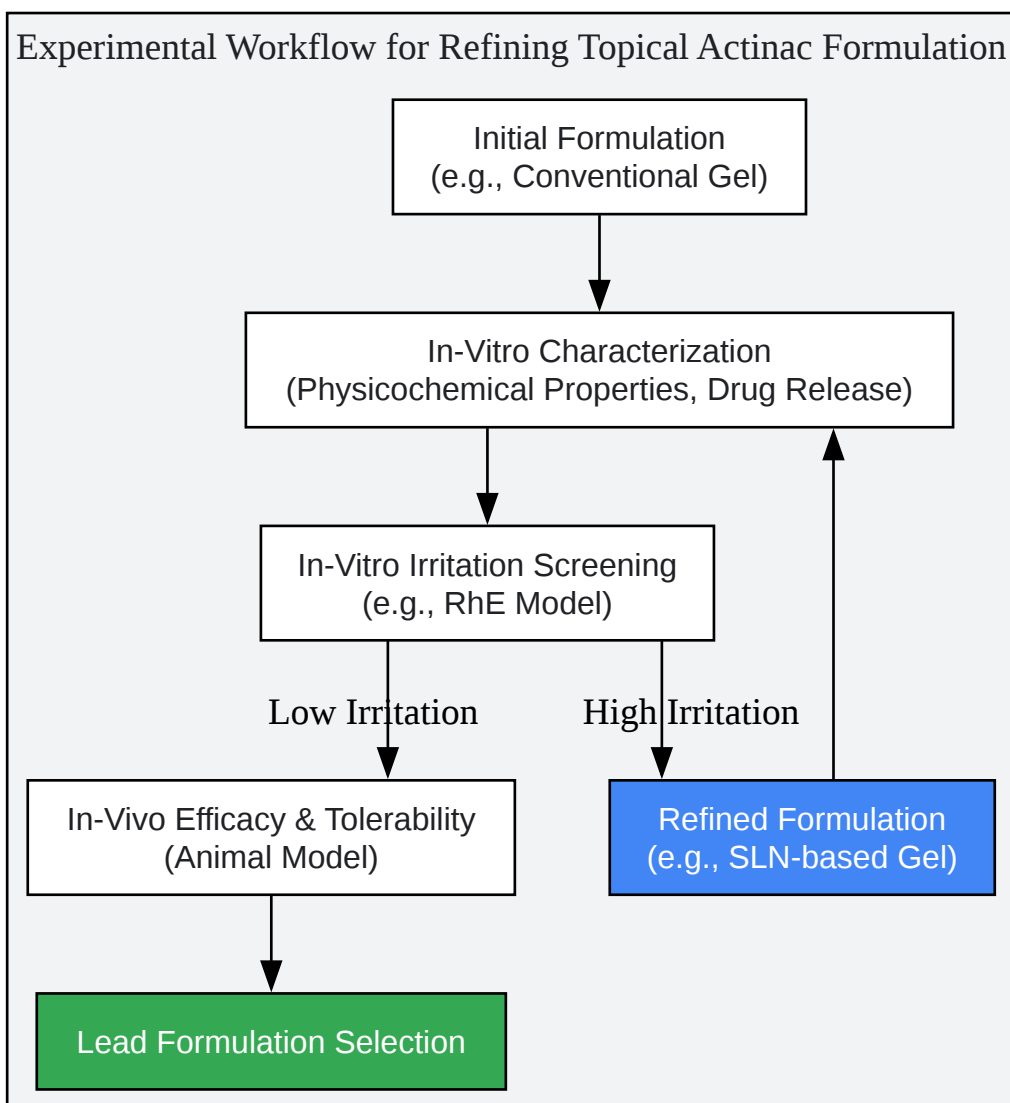 Experimental Workflow for Refining Topical Actinac Formulation
Initial Formulation
(e.g., Conventional Gel)
In-Vitro Characterization
(Physicochemical Properties, Drug Release)
In-Vitro Irritation Screening
(e.g., RhE Model)
Low Irritation
High Irritation
In-Vivo Efficacy & Tolerability
(Animal Model)
Refined Formulation
(e.g., SLN-based Gel)
Lead Formulation Selection